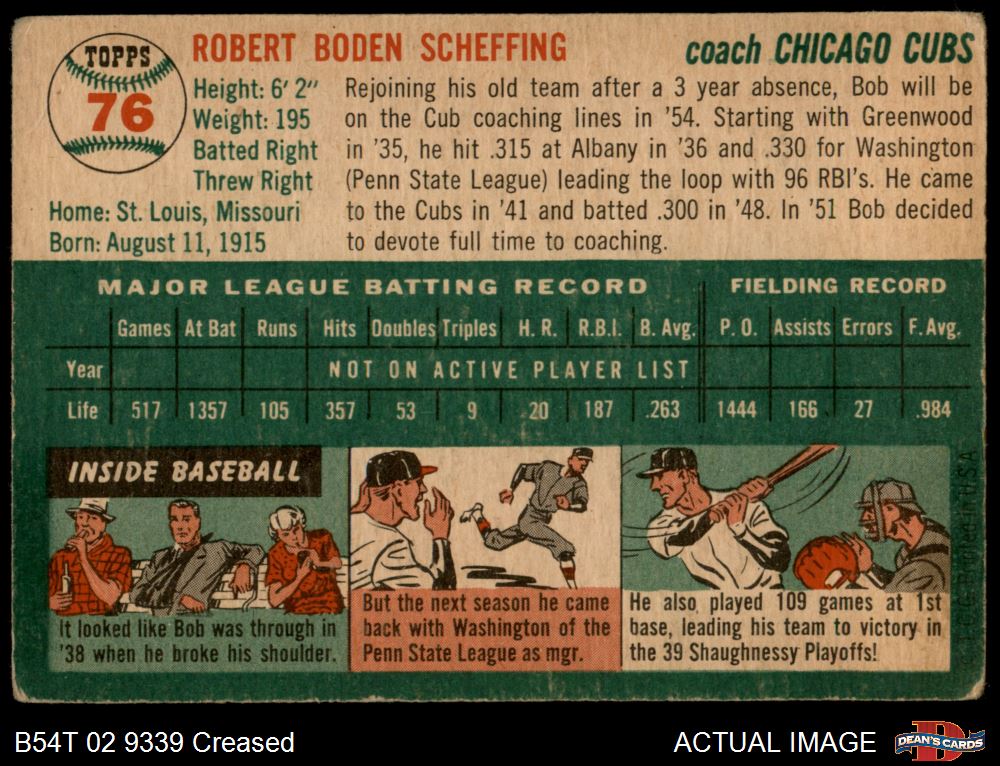 TOPPS
76
ROBERT BODEN SCHEFFING
coach CHICAGO CUBS
Height: 6' 2"
Weight: 195
Batted Right
Threw Right
Home: St. Louis, Missouri
Born: August 11, 1915
Rejoining his old team after a 3 year absence, Bob will be
on the Cub coaching lines in '54. Starting with Greenwood
in '35, he hit .315 at Albany in '36 and .330 for Washington
(Penn State League) leading the loop with 96 RBI's. He came
to the Cubs in '41 and batted .300 in '48. In '51 Bob decided
to devote full time to coaching.
MAJOR LEAGUE BATTING RECORD FIELDING RECORD
Games At Bat Runs Hits Doubles Triples H. R. R.B.I. B. Avg. P. O. Assists Errors F. Avg.
Year NOT ON ACTIVE PLAYER LIST
Life 517 1357 105 357 53 9 20 187 .263 1444 166 27 .984
INSIDE BASEBALL
It looked like Bob was through in
'38 when he broke his shoulder.
But the next season he came
back with Washington of the
Penn State League as mgr.
He also played 109 games at 1st
base, leading his team to victory in
the 39 Shaughnessy Playoffs!
© T.C.G. Printed in U.S.A.
B54T 02 9339 Creased
ACTUAL IMAGE
DEAN'S CARDS